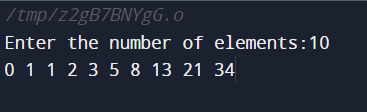 /tmp/z2gB7BNYgG.o
Enter the number of elements:10
0 1 1 2 3 5 8 13 21 34